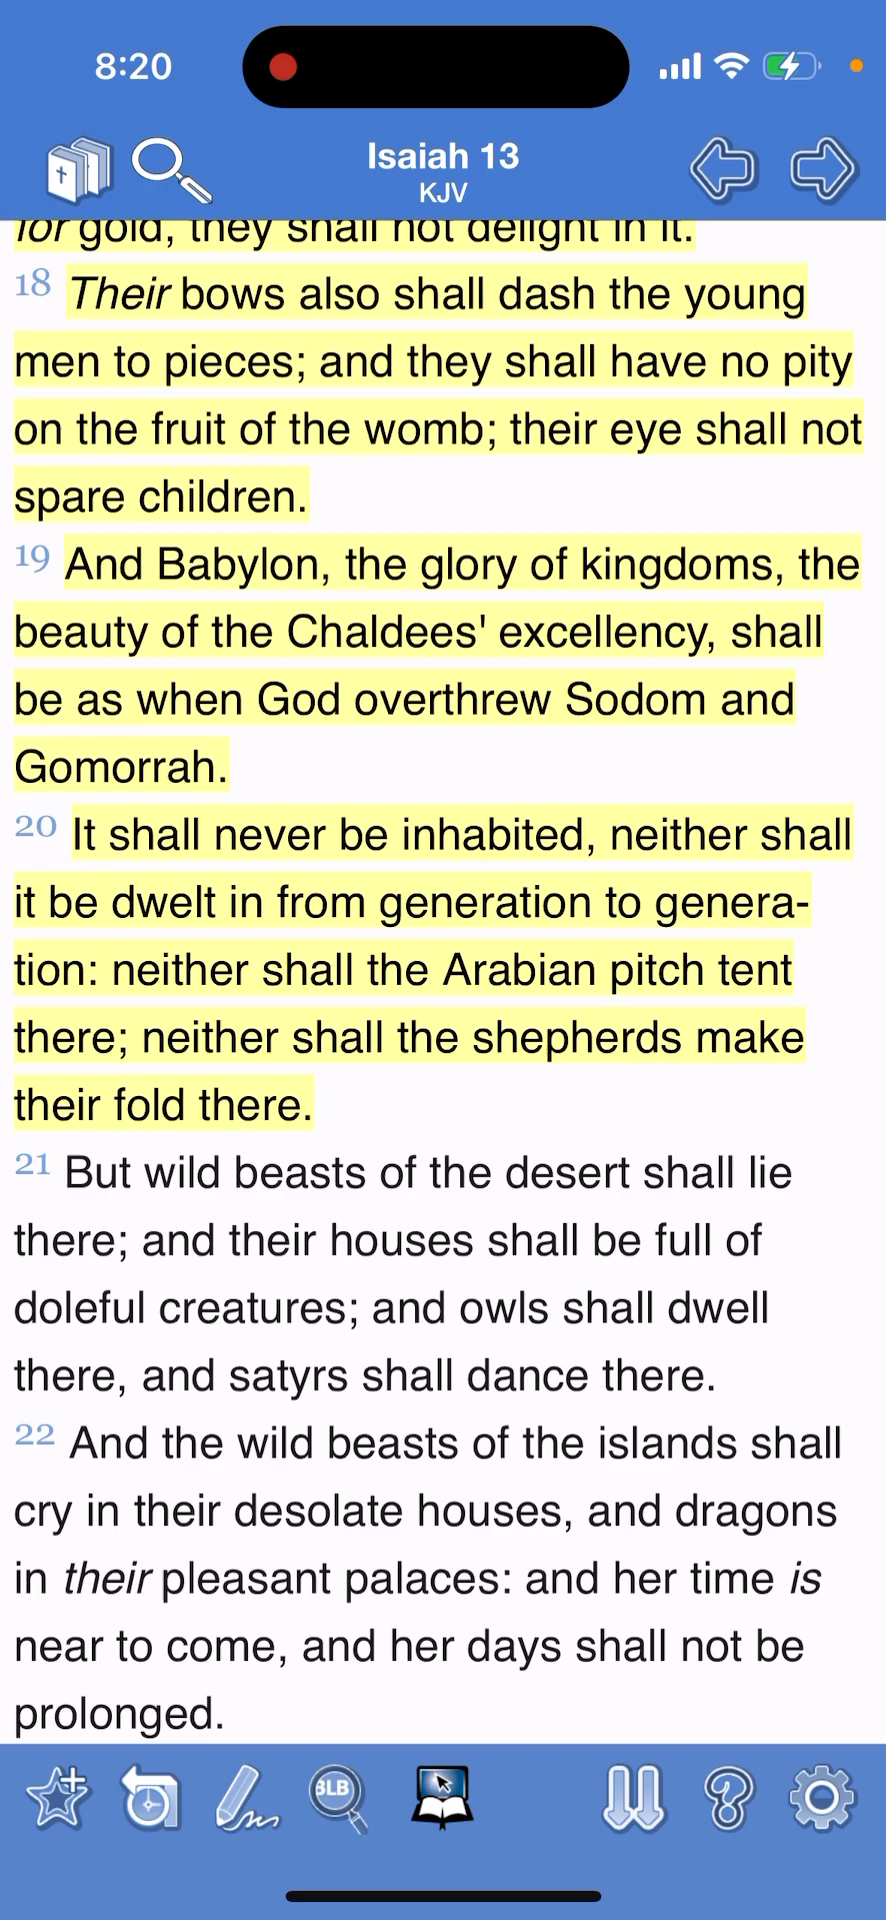 8:20
Isaiah 13
KJV
for gold, they shall not delight in it.
18 Their bows also shall dash the young
men to pieces; and they shall have no pity
on the fruit of the womb; their eye shall not
spare children.
19 And Babylon, the glory of kingdoms, the
beauty of the Chaldees' excellency, shall
be as when God overthrew Sodom and
Gomorrah.
20 It shall never be inhabited, neither shall
it be dwelt in from generation to genera-
tion: neither shall the Arabian pitch tent
there; neither shall the shepherds make
their fold there.
21 But wild beasts of the desert shall lie
there; and their houses shall be full of
doleful creatures; and owls shall dwell
there, and satyrs shall dance there.
22 And the wild beasts of the islands shall
cry in their desolate houses, and dragons
in their pleasant palaces: and her time is
near to come, and her days shall not be
prolonged.
BLB